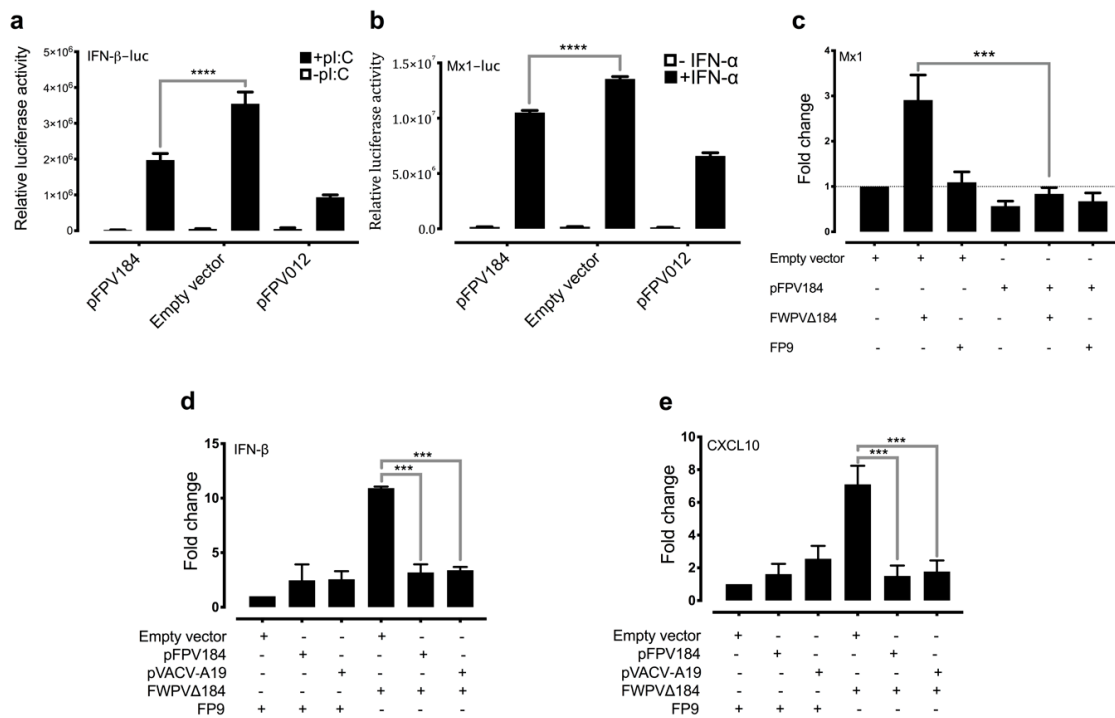 a
IFN-β–luc
+pI:C
-pI:C
****
Relative luciferase activity
5×10⁶
4×10⁶
3×10⁶
2×10⁶
1×10⁶
0
pFPV184
Empty vector
pFPV012
b
Mx1–luc
- IFN-α
+IFN-α
****
Relative luciferase activity
1.5×10⁷
1.0×10⁷
5.0×10⁶
0.0
pFPV184
Empty vector
pFPV012
c
Mx1
***
Fold change
4
3
2
1
0
Empty vector + + + - - -
pFPV184 - - - + + +
FWPVΔ184 - + - - + -
FP9 - - + - - +
d
IFN-β
***
***
Fold change
15
10
5
0
Empty vector + - - + - -
pFPV184 - + - - + -
pVACV-A19 - - + - - +
FWPVΔ184 - - - + + +
FP9 + + + - - -
e
CXCL10
***
***
Fold change
10
8
6
4
2
0
Empty vector + - - + - -
pFPV184 - + - - + -
pVACV-A19 - - + - - +
FWPVΔ184 - - - + + +
FP9 + + + - - -